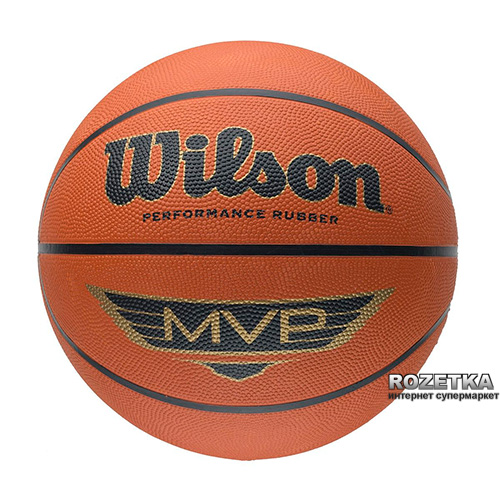 Wilson®
PERFORMANCE RUBBER
MVP
ROZETKA
интернет супермаркет